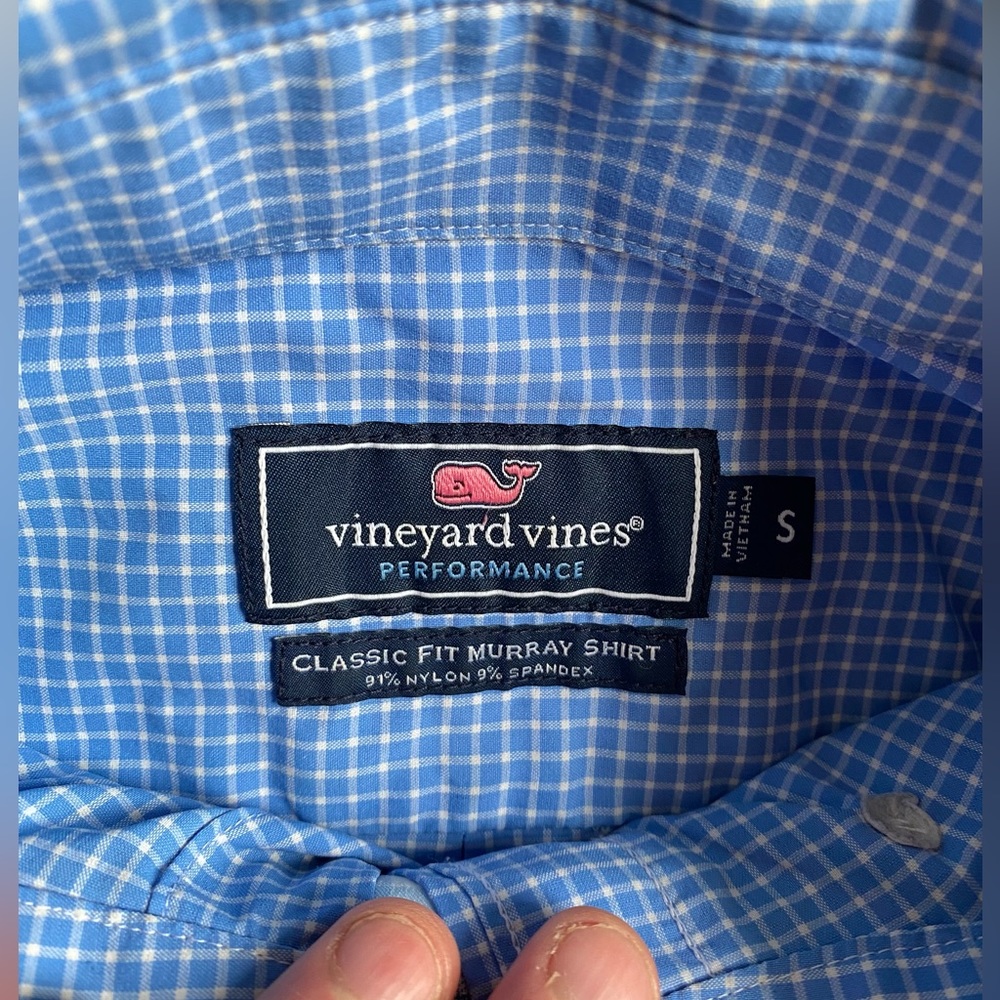 vineyard vines®
PERFORMANCE
MADE IN
VIETNAM
S
CLASSIC FIT MURRAY SHIRT
91% NYLON 9% SPANDEX